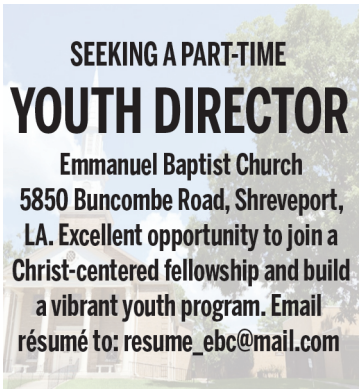 SEEKING A PART-TIME
YOUTH DIRECTOR
Emmanuel Baptist Church
5850 Buncombe Road, Shreveport,
LA. Excellent opportunity to join a
Christ-centered fellowship and build
a vibrant youth program. Email
résumé to: resume_ebc@mail.com